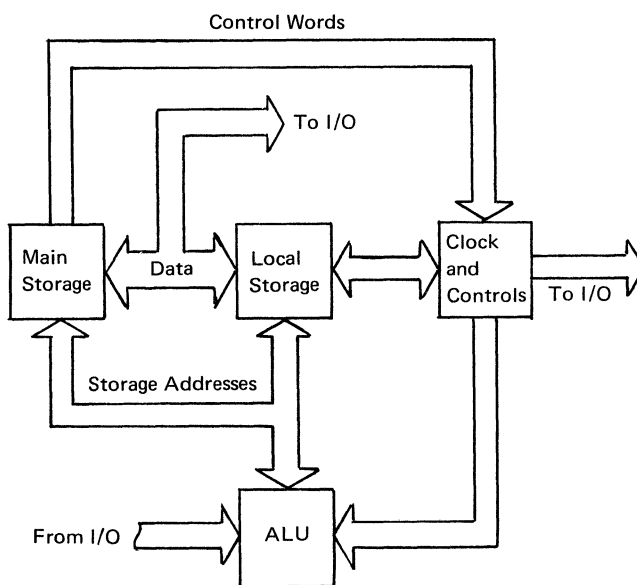 Control Words
To I/O
Main
Storage
Data
Local
Storage
Clock
and
Controls
To I/O
Storage Addresses
From I/O
ALU